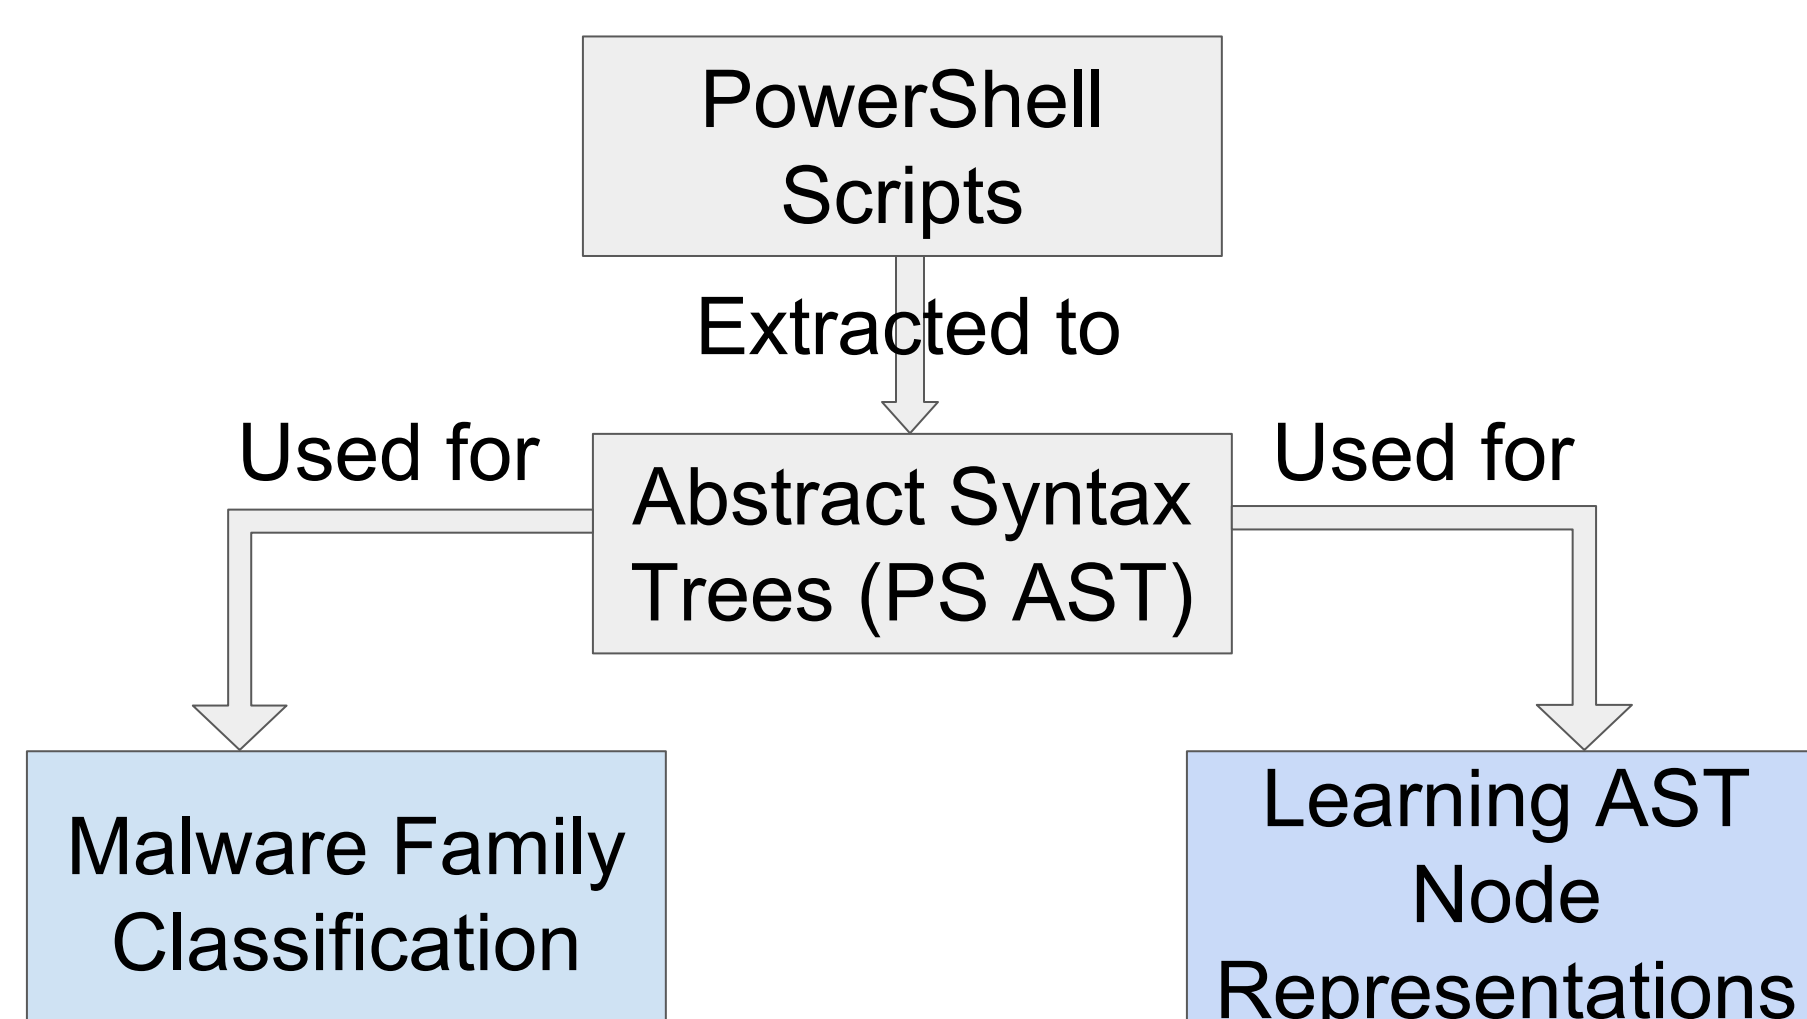 PowerShell
Scripts
Extracted to
Used for
Used for
Abstract Syntax
Trees (PS AST)
Malware Family
Classification
Learning AST
Node
Representations